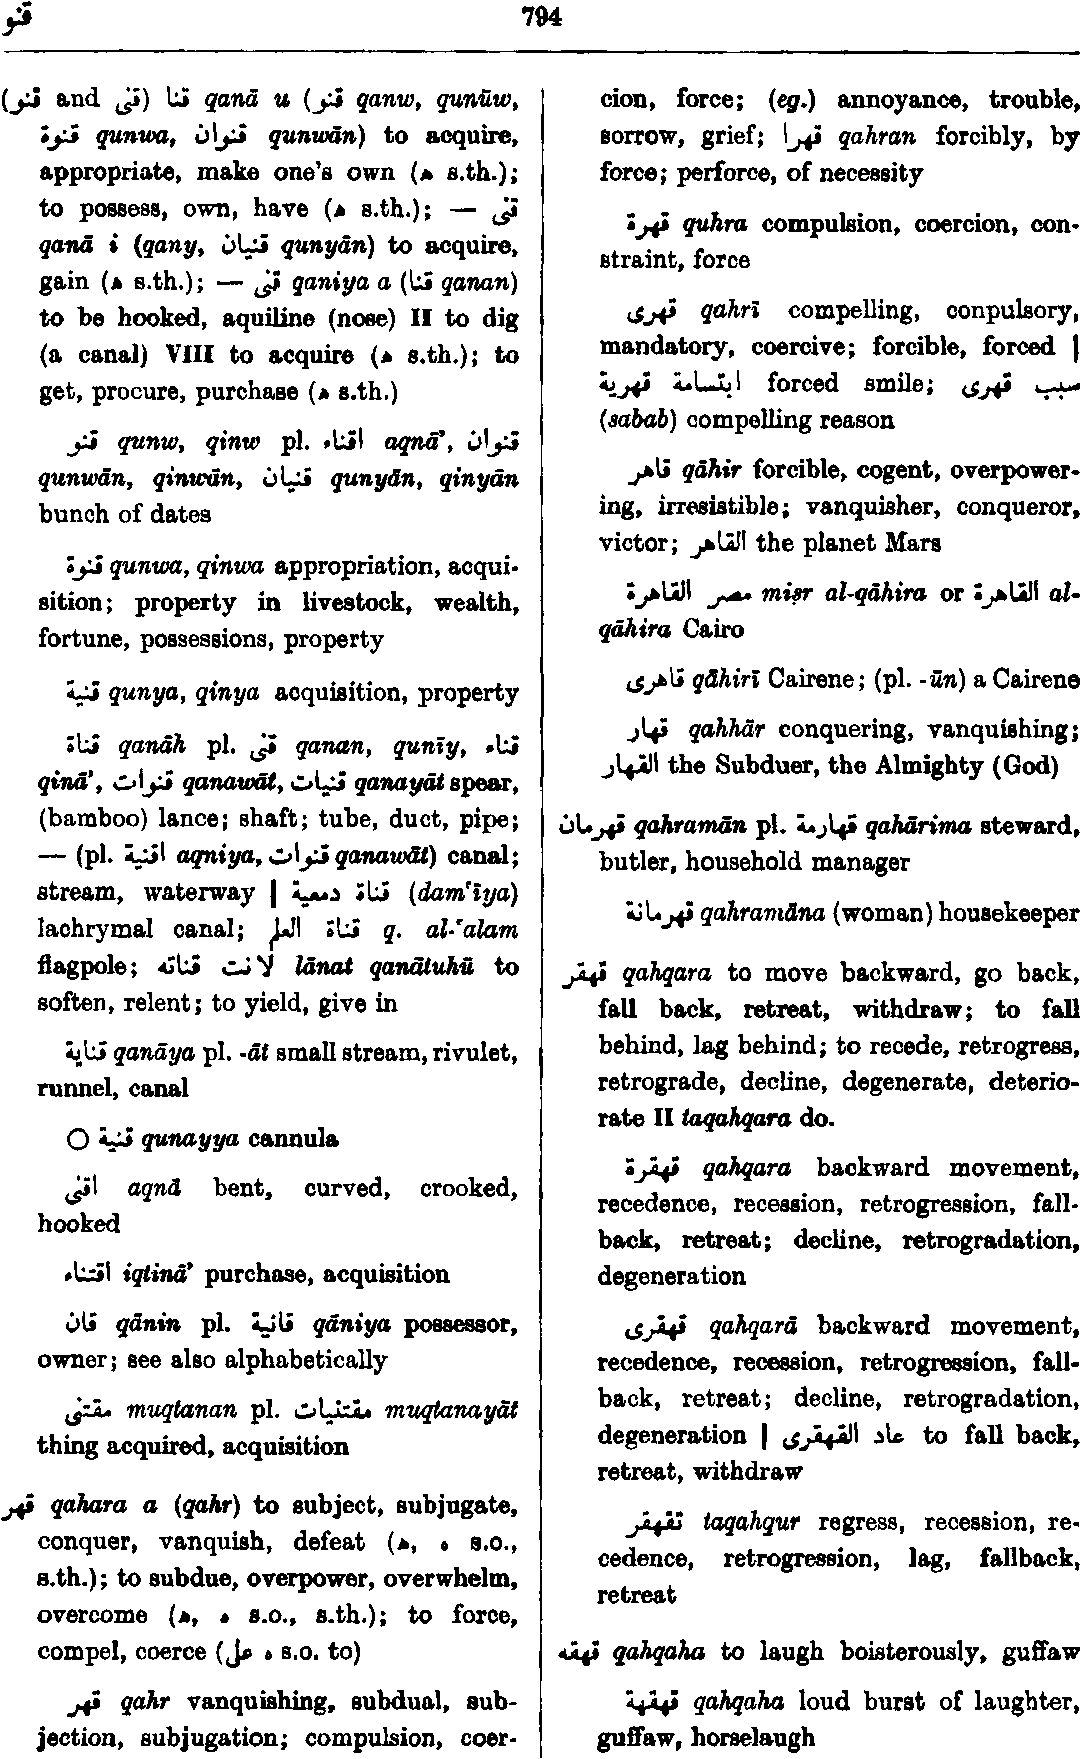 قنو
794
(قنو and قنى) قنا qanā u (قنو qanw, qunūw,
قنوة qunwa, قنوان qunwān) to acquire,
appropriate, make one's own (ه s.th.);
to possess, own, have (ه s.th.); — قنى
qanā i (qany, قنيان qunyān) to acquire,
gain (ه s.th.); — قنى qaniya a (قنا qanan)
to be hooked, aquiline (nose) II to dig
(a canal) VIII to acquire (ه s.th.); to
get, procure, purchase (ه s.th.)
قنو qunw, qinw pl. اقناء aqnā', قنوان
qunwān, qinwān, قنيان qunyān, qinyān
bunch of dates
قنوة qunwa, qinwa appropriation, acqui-
sition; property in livestock, wealth,
fortune, possessions, property
قنية qunya, qinya acquisition, property
قناة qanāh pl. قنى qanan, qunīy, قناء
qinā', قنوات qanawāt, قنيات qanayāt spear,
(bamboo) lance; shaft; tube, duct, pipe;
— (pl. اقنية aqniya, قنوات qanawāt) canal;
stream, waterway | قناة دمعية (dam'īya)
lachrymal canal; قناة العلم q. al-'alam
flagpole; لانت قناته lānat qanātuhū to
soften, relent; to yield, give in
قناية qanāya pl. -āt small stream, rivulet,
runnel, canal
○ قنية qunayya cannula
اقنى aqnā bent, curved, crooked,
hooked
اقتناء iqtinā' purchase, acquisition
قان qānin pl. قانية qāniya possessor,
owner; see also alphabetically
مقتنى muqtanan pl. مقتنيات muqtanayāt
thing acquired, acquisition
قهر qahara a (qahr) to subject, subjugate,
conquer, vanquish, defeat (ه, ه s.o.,
s.th.); to subdue, overpower, overwhelm,
overcome (ه, ه s.o., s.th.); to force,
compel, coerce (ه على s.o. to)
قهر qahr vanquishing, subdual, sub-
jection, subjugation; compulsion, coer-
cion, force; (eg.) annoyance, trouble,
sorrow, grief; قهرا qahran forcibly, by
force; perforce, of necessity
قهرة quhra compulsion, coercion, con-
straint, force
قهرى qahrī compelling, conpulsory,
mandatory, coercive; forcible, forced |
ابتسامة قهرية forced smile; سبب قهرى
(sabab) compelling reason
قاهر qāhir forcible, cogent, overpower-
ing, irresistible; vanquisher, conqueror,
victor; القاهر the planet Mars
مصر القاهرة miṣr al-qāhira or القاهرة al-
qāhira Cairo
قاهرى qāhirī Cairene; (pl. -ūn) a Cairene
قهار qahhār conquering, vanquishing;
القهار the Subduer, the Almighty (God)
قهرمان qahramān pl. قهارمة qahārima steward,
butler, household manager
قهرمانة qahramāna (woman) housekeeper
قهقر qahqara to move backward, go back,
fall back, retreat, withdraw; to fall
behind, lag behind; to recede, retrogress,
retrograde, decline, degenerate, deterio-
rate II taqahqara do.
قهقرة qahqara backward movement,
recedence, recession, retrogression, fall-
back, retreat; decline, retrogradation,
degeneration
قهقرى qahqarā backward movement,
recedence, recession, retrogression, fall-
back, retreat; decline, retrogradation,
degeneration | عاد القهقرى to fall back,
retreat, withdraw
تقهقر taqahqur regress, recession, re-
cedence, retrogression, lag, fallback,
retreat
قهقه qahqaha to laugh boisterously, guffaw
قهقهة qahqaha loud burst of laughter,
guffaw, horselaugh